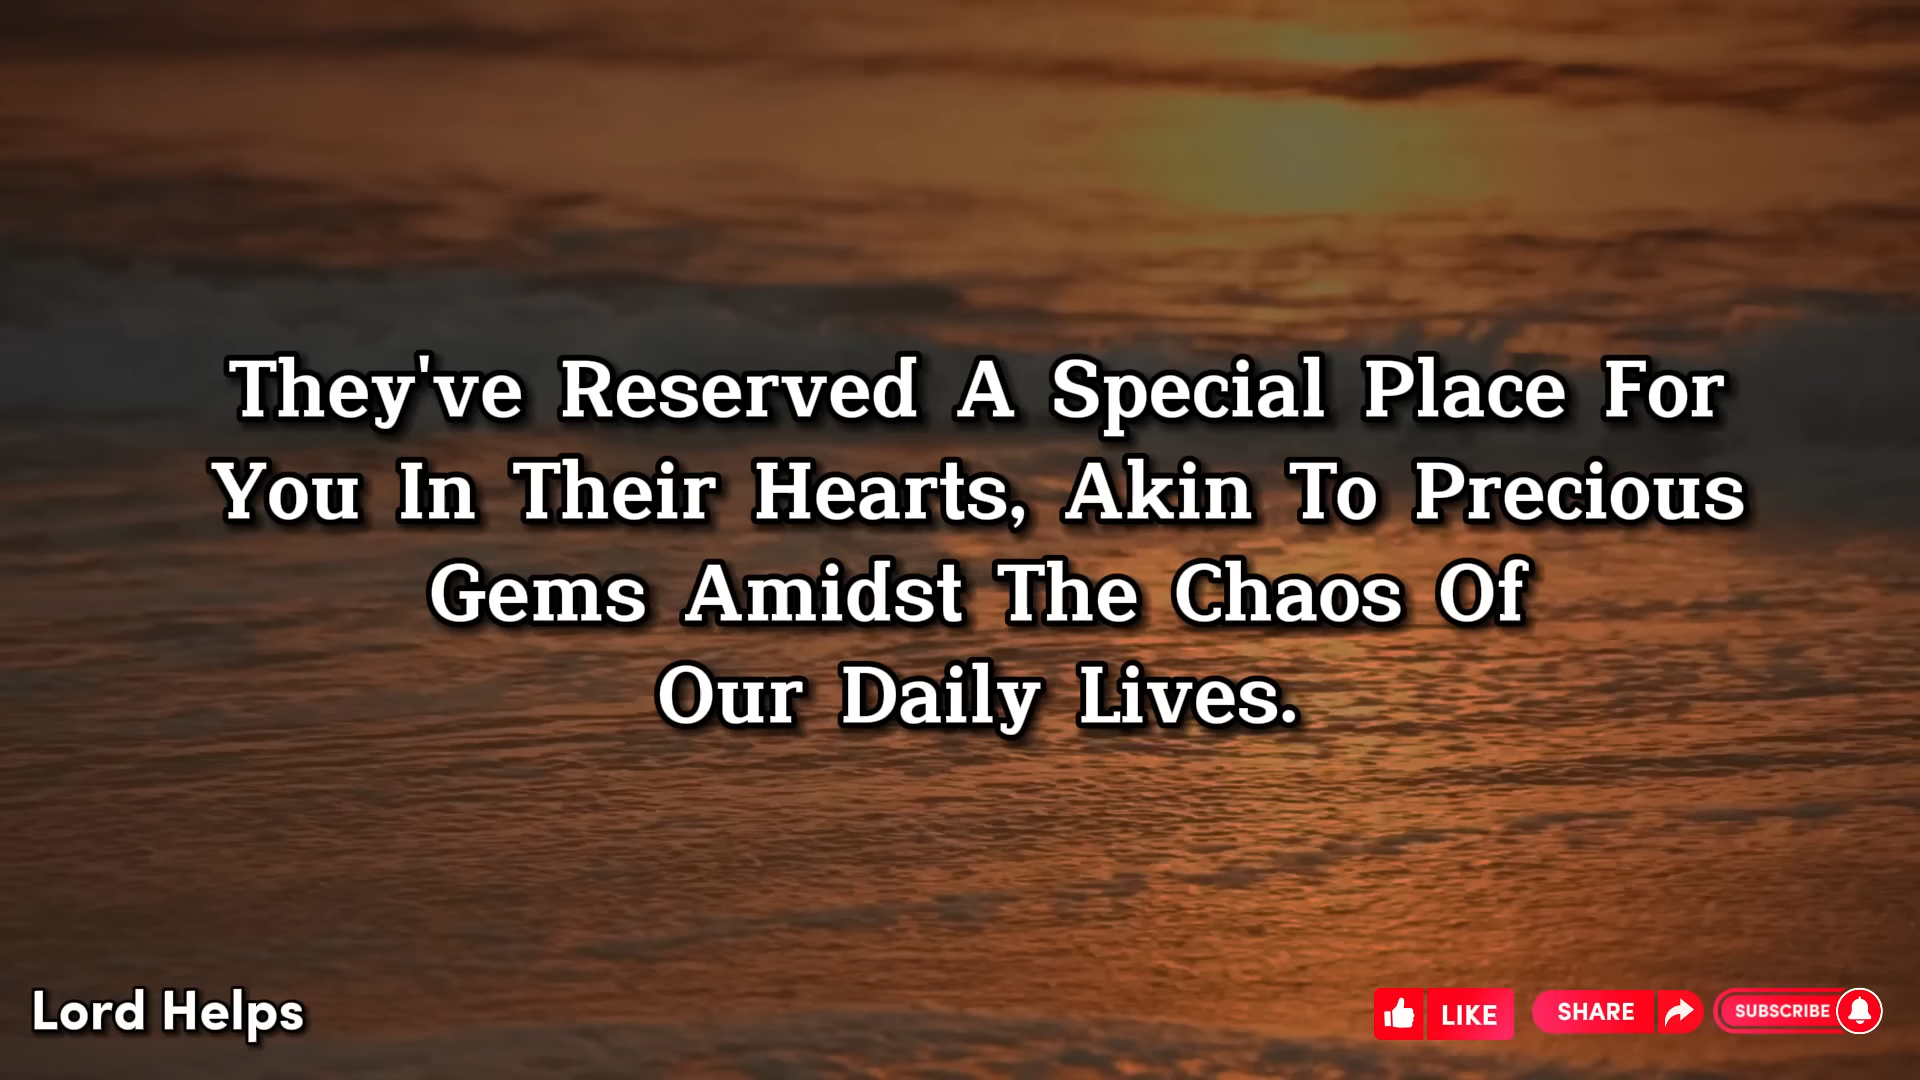 They've Reserved A Special Place For
You In Their Hearts, Akin To Precious
Gems Amidst The Chaos Of
Our Daily Lives.
Lord Helps
LIKE
SHARE
SUBSCRIBE